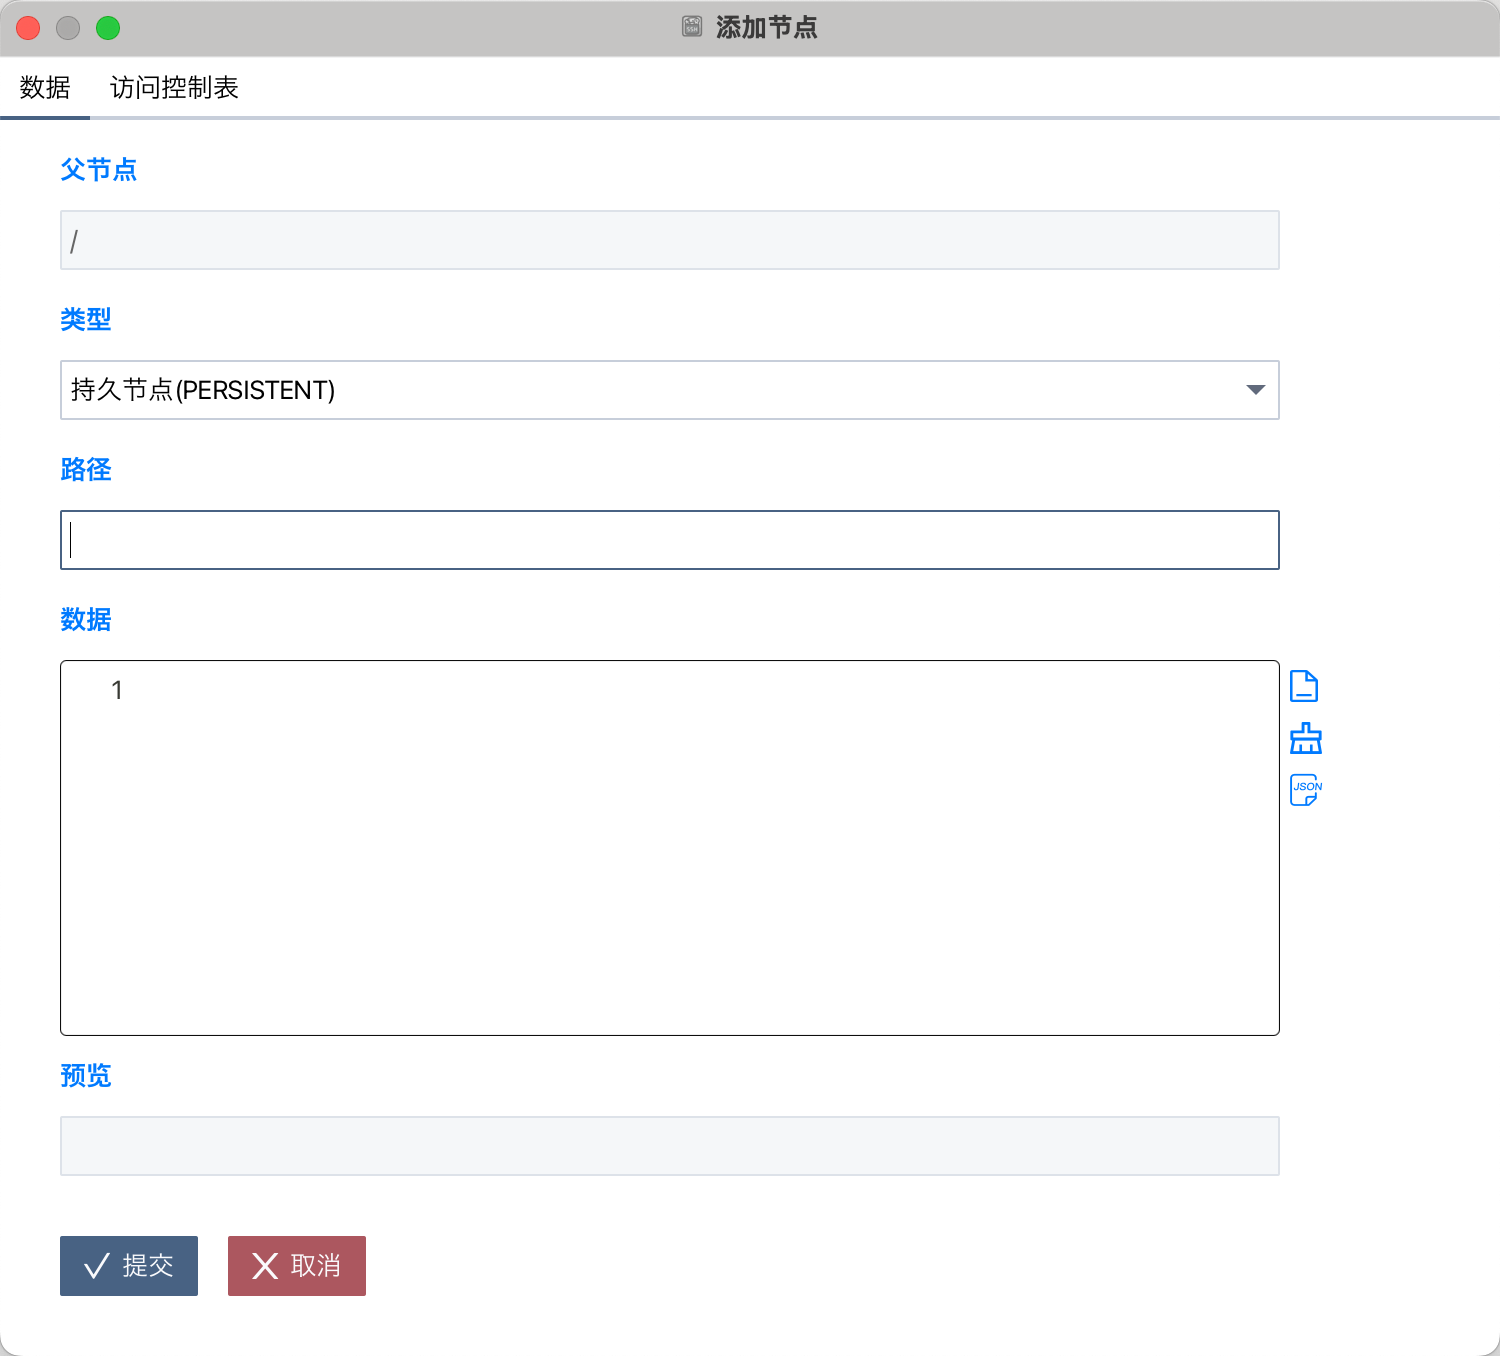 添加节点
数据 访问控制表
父节点
/
类型
持久节点(PERSISTENT)
路径
数据
1
JSON
预览
提交 取消